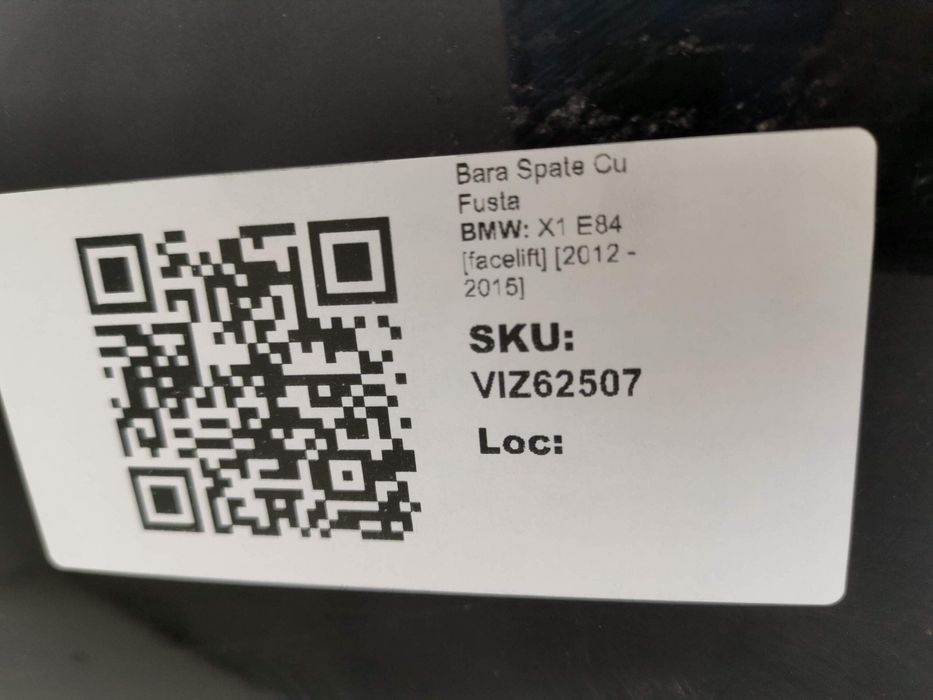 Bara Spate Cu
Fusta
BMW: X1 E84
[facelift] [2012 -
2015]
SKU:
VIZ62507
Loc: